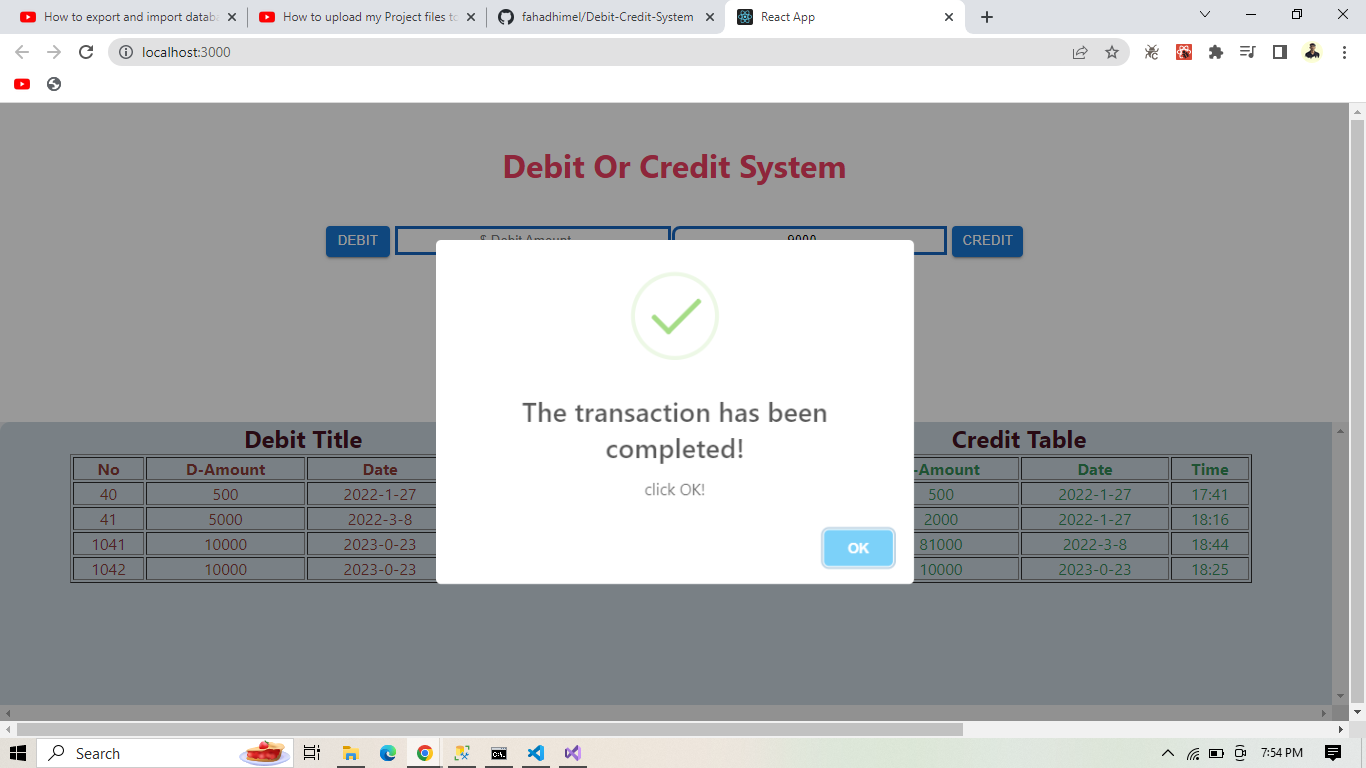 How to export and import databa
How to upload my Project files to
fahadhimel/Debit-Credit-System
React App
localhost:3000
Debit Or Credit System
DEBIT
$ Debit Amount
9000
CREDIT
The transaction has been
completed!
click OK!
OK
Debit Title
No D-Amount Date
40 500 2022-1-27
41 5000 2022-3-8
1041 10000 2023-0-23
1042 10000 2023-0-23
Credit Table
-Amount Date Time
500 2022-1-27 17:41
2000 2022-1-27 18:16
81000 2022-3-8 18:44
10000 2023-0-23 18:25
Search
7:54 PM